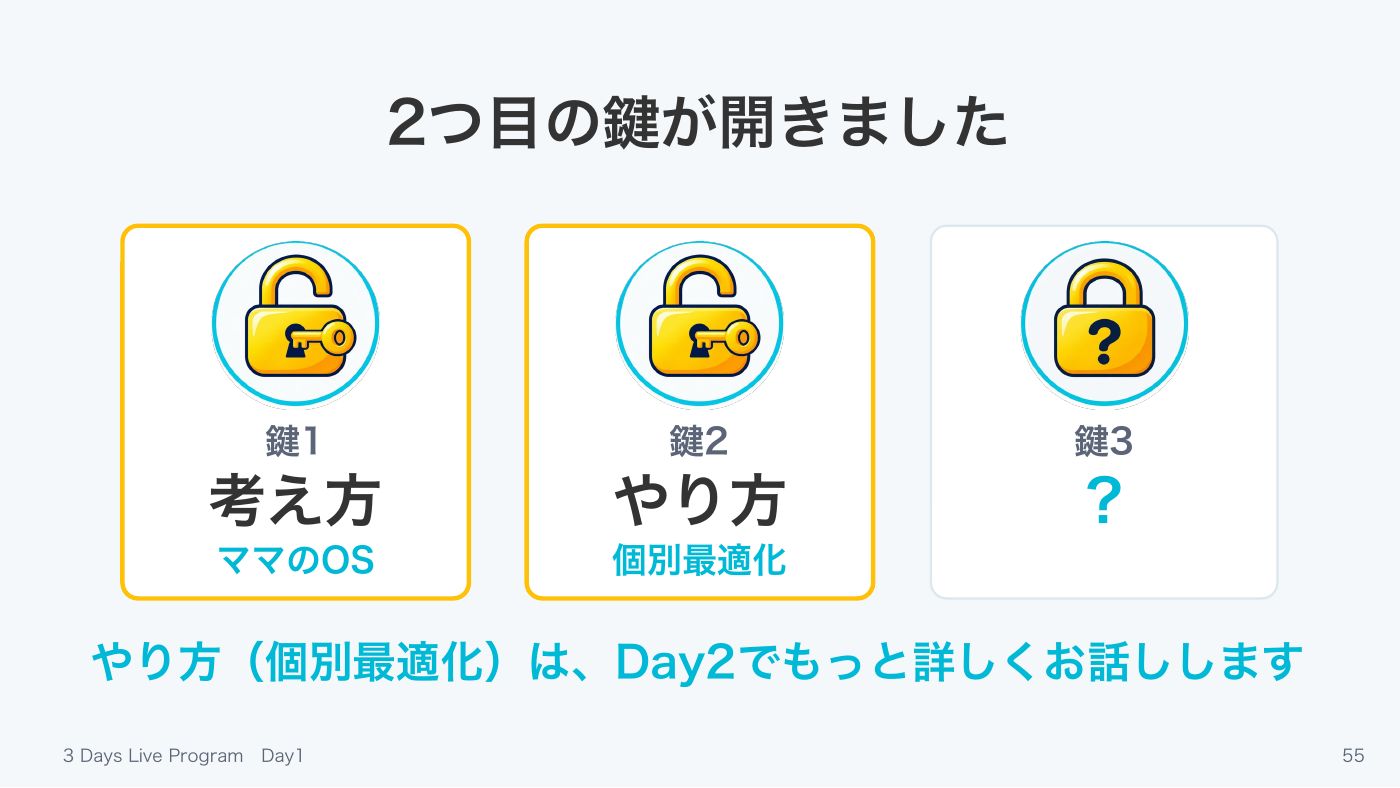 2つ目の鍵が開きました
鍵1
考え方
ママのOS
鍵2
やり方
個別最適化
?
鍵3
？
やり方（個別最適化）は、Day2でもっと詳しくお話しします
3 Days Live Program　Day1
55